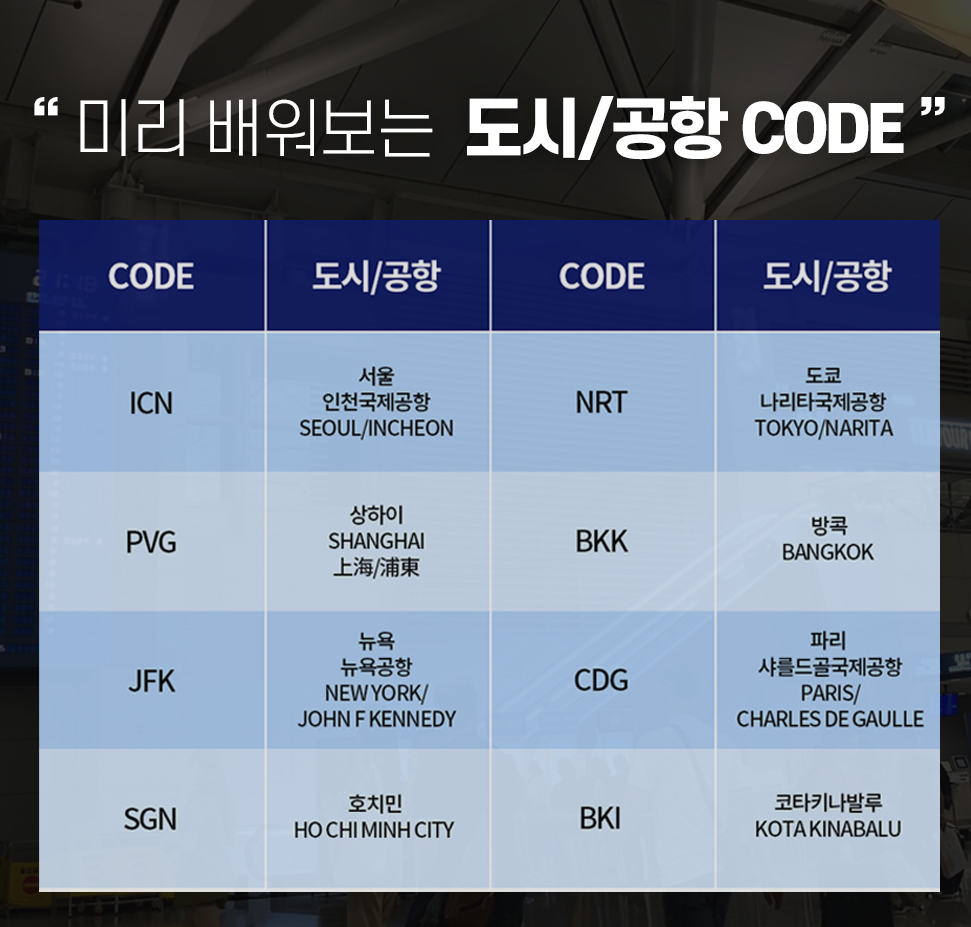 “ 미리 배워보는 도시/공항 CODE ”
CODE 도시/공항 CODE 도시/공항
ICN
서울
인천국제공항
SEOUL/INCHEON
NRT
도쿄
나리타국제공항
TOKYO/NARITA
PVG
상하이
SHANGHAI
上海/浦東
BKK
방콕
BANGKOK
JFK
뉴욕
뉴욕공항
NEW YORK/
JOHN F KENNEDY
CDG
파리
샤를드골국제공항
PARIS/
CHARLES DE GAULLE
SGN
호치민
HO CHI MINH CITY
BKI
코타키나발루
KOTA KINABALU